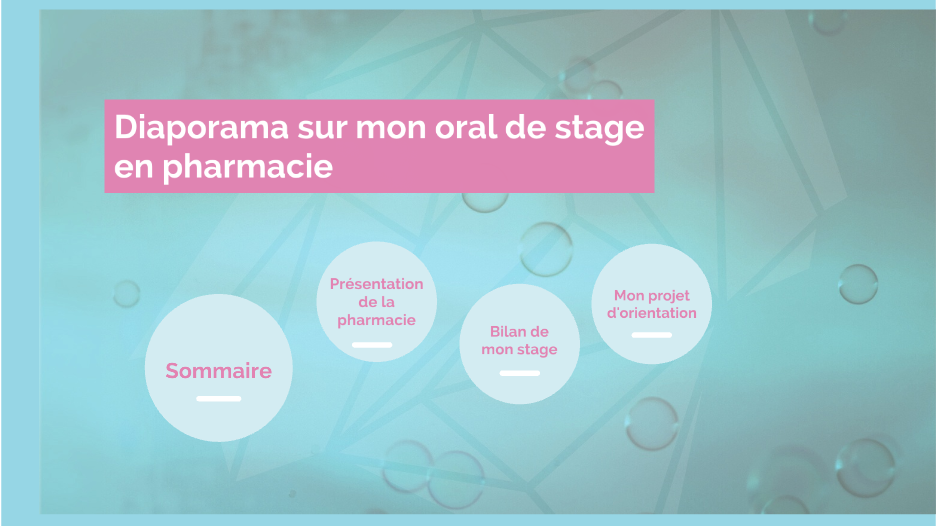 Diaporama sur mon oral de stage
en pharmacie
Sommaire
Présentation
de la
pharmacie
Bilan de
mon stage
Mon projet
d'orientation